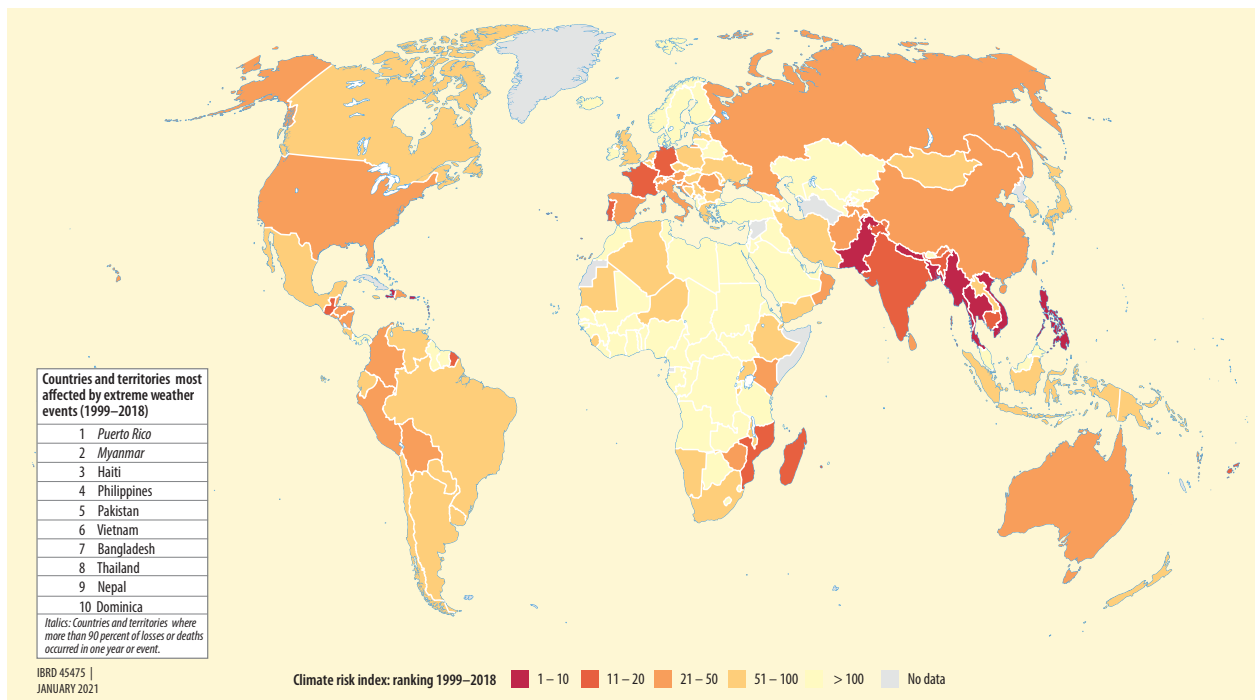 Countries and territories most
affected by extreme weather
events (1999–2018)
1 Puerto Rico
2 Myanmar
3 Haiti
4 Philippines
5 Pakistan
6 Vietnam
7 Bangladesh
8 Thailand
9 Nepal
10 Dominica
Italics: Countries and territories where
more than 90 percent of losses or deaths
occurred in one year or event.
IBRD 45475 |
JANUARY 2021
Climate risk index: ranking 1999–2018 1 – 10 11 – 20 21 – 50 51 – 100 > 100 No data